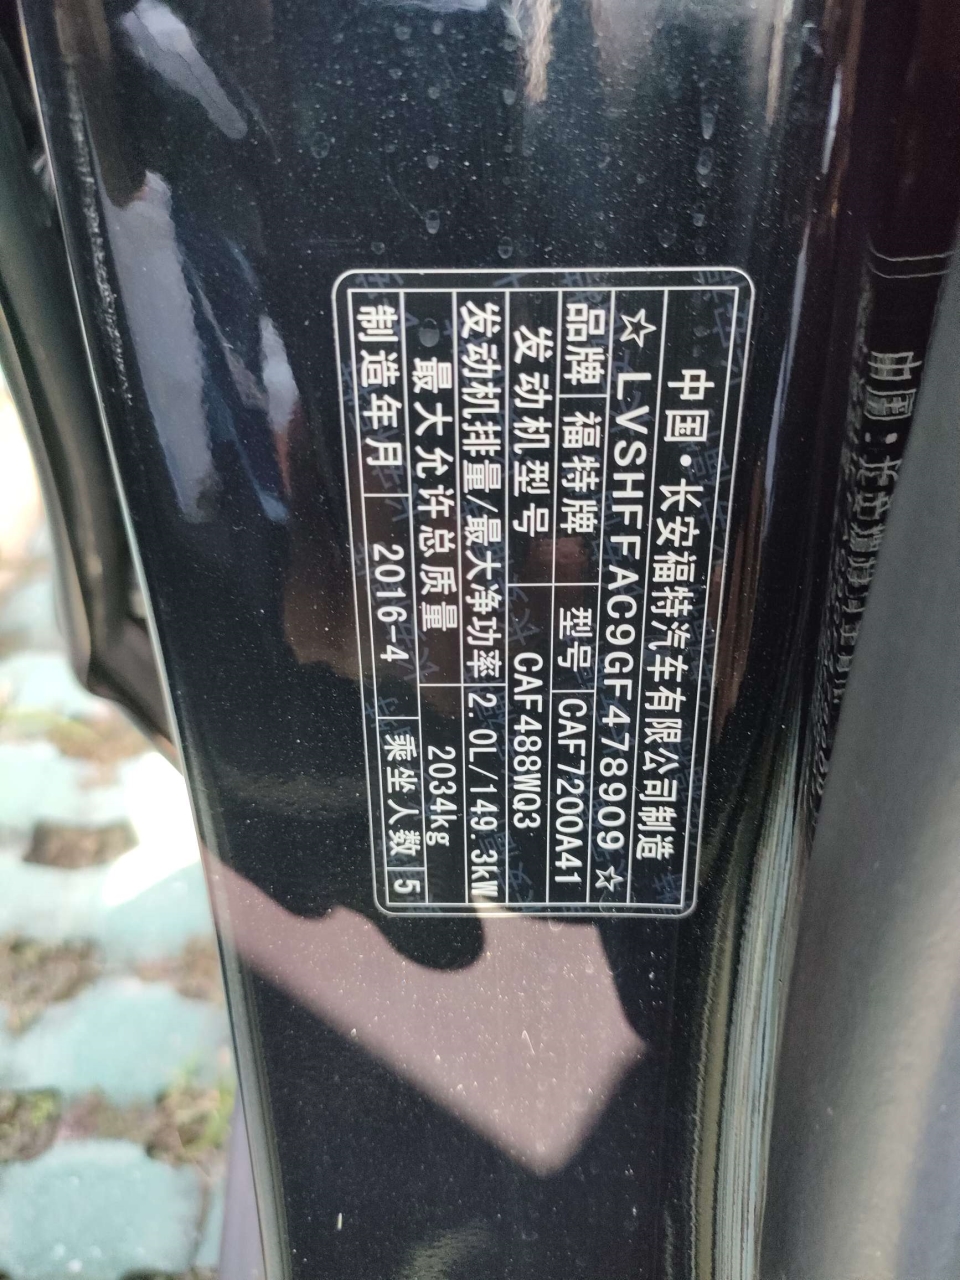 中国·长安福特汽车有限公司制造
☆LVSHFFAC9GF478909☆
品牌 福特牌 型号 CAF7200A41
发动机型号 CAF488WQ3
发动机排量/最大净功率 2.0L/149.3kW
最大允许总质量 2034kg
制造年月 2016-4 乘坐人数 5